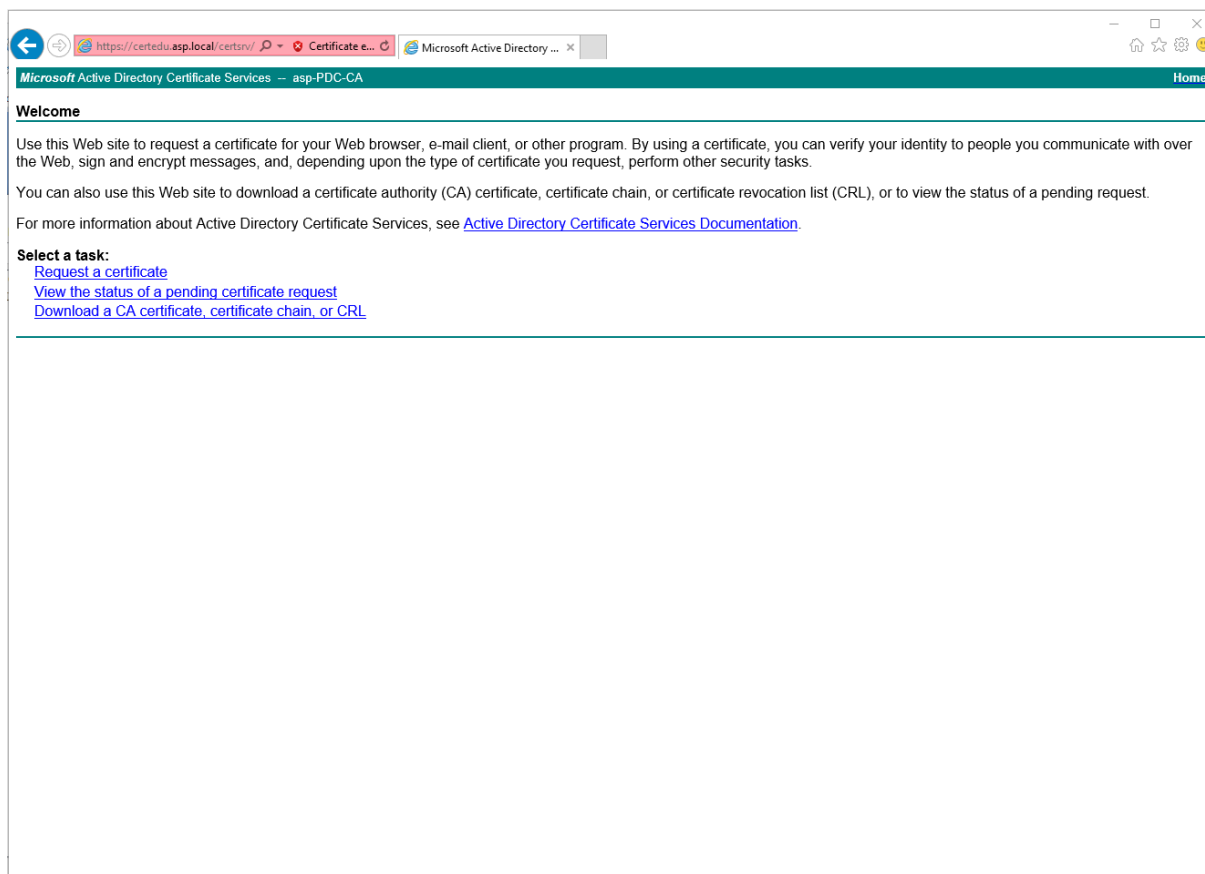 https://certedu.asp.local/certsrv/ Certificate e... Microsoft Active Directory ...
Microsoft Active Directory Certificate Services -- asp-PDC-CA Home
Welcome
Use this Web site to request a certificate for your Web browser, e-mail client, or other program. By using a certificate, you can verify your identity to people you communicate with over
the Web, sign and encrypt messages, and, depending upon the type of certificate you request, perform other security tasks.
You can also use this Web site to download a certificate authority (CA) certificate, certificate chain, or certificate revocation list (CRL), or to view the status of a pending request.
For more information about Active Directory Certificate Services, see Active Directory Certificate Services Documentation.
Select a task:
Request a certificate
View the status of a pending certificate request
Download a CA certificate, certificate chain, or CRL